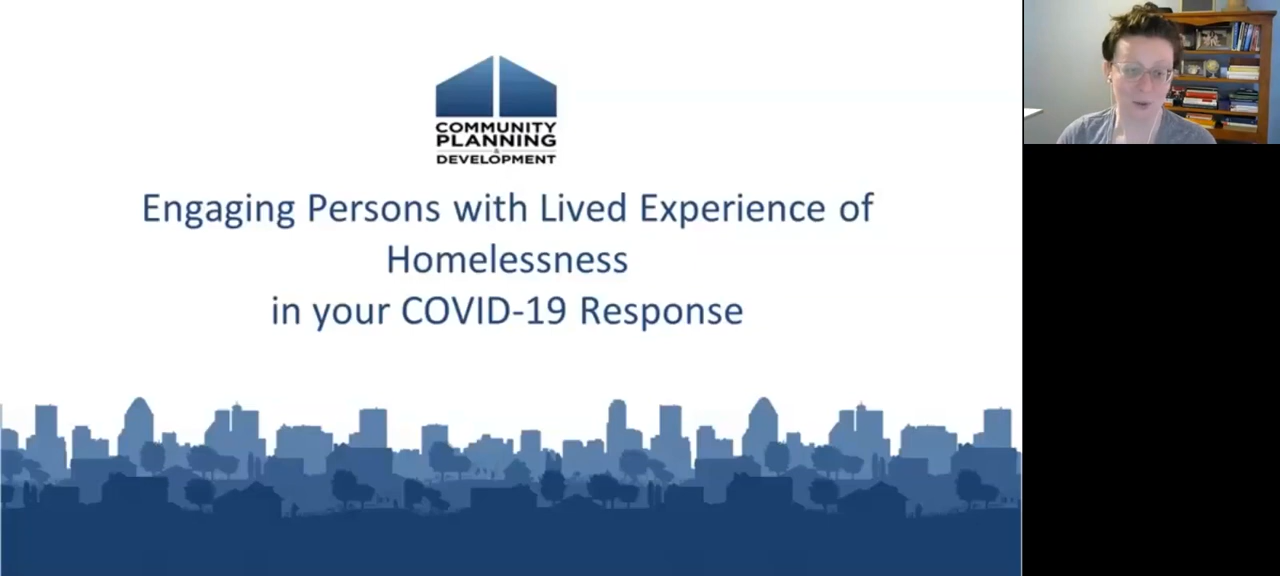 COMMUNITY
PLANNING
&
DEVELOPMENT
Engaging Persons with Lived Experience of
Homelessness
in your COVID-19 Response